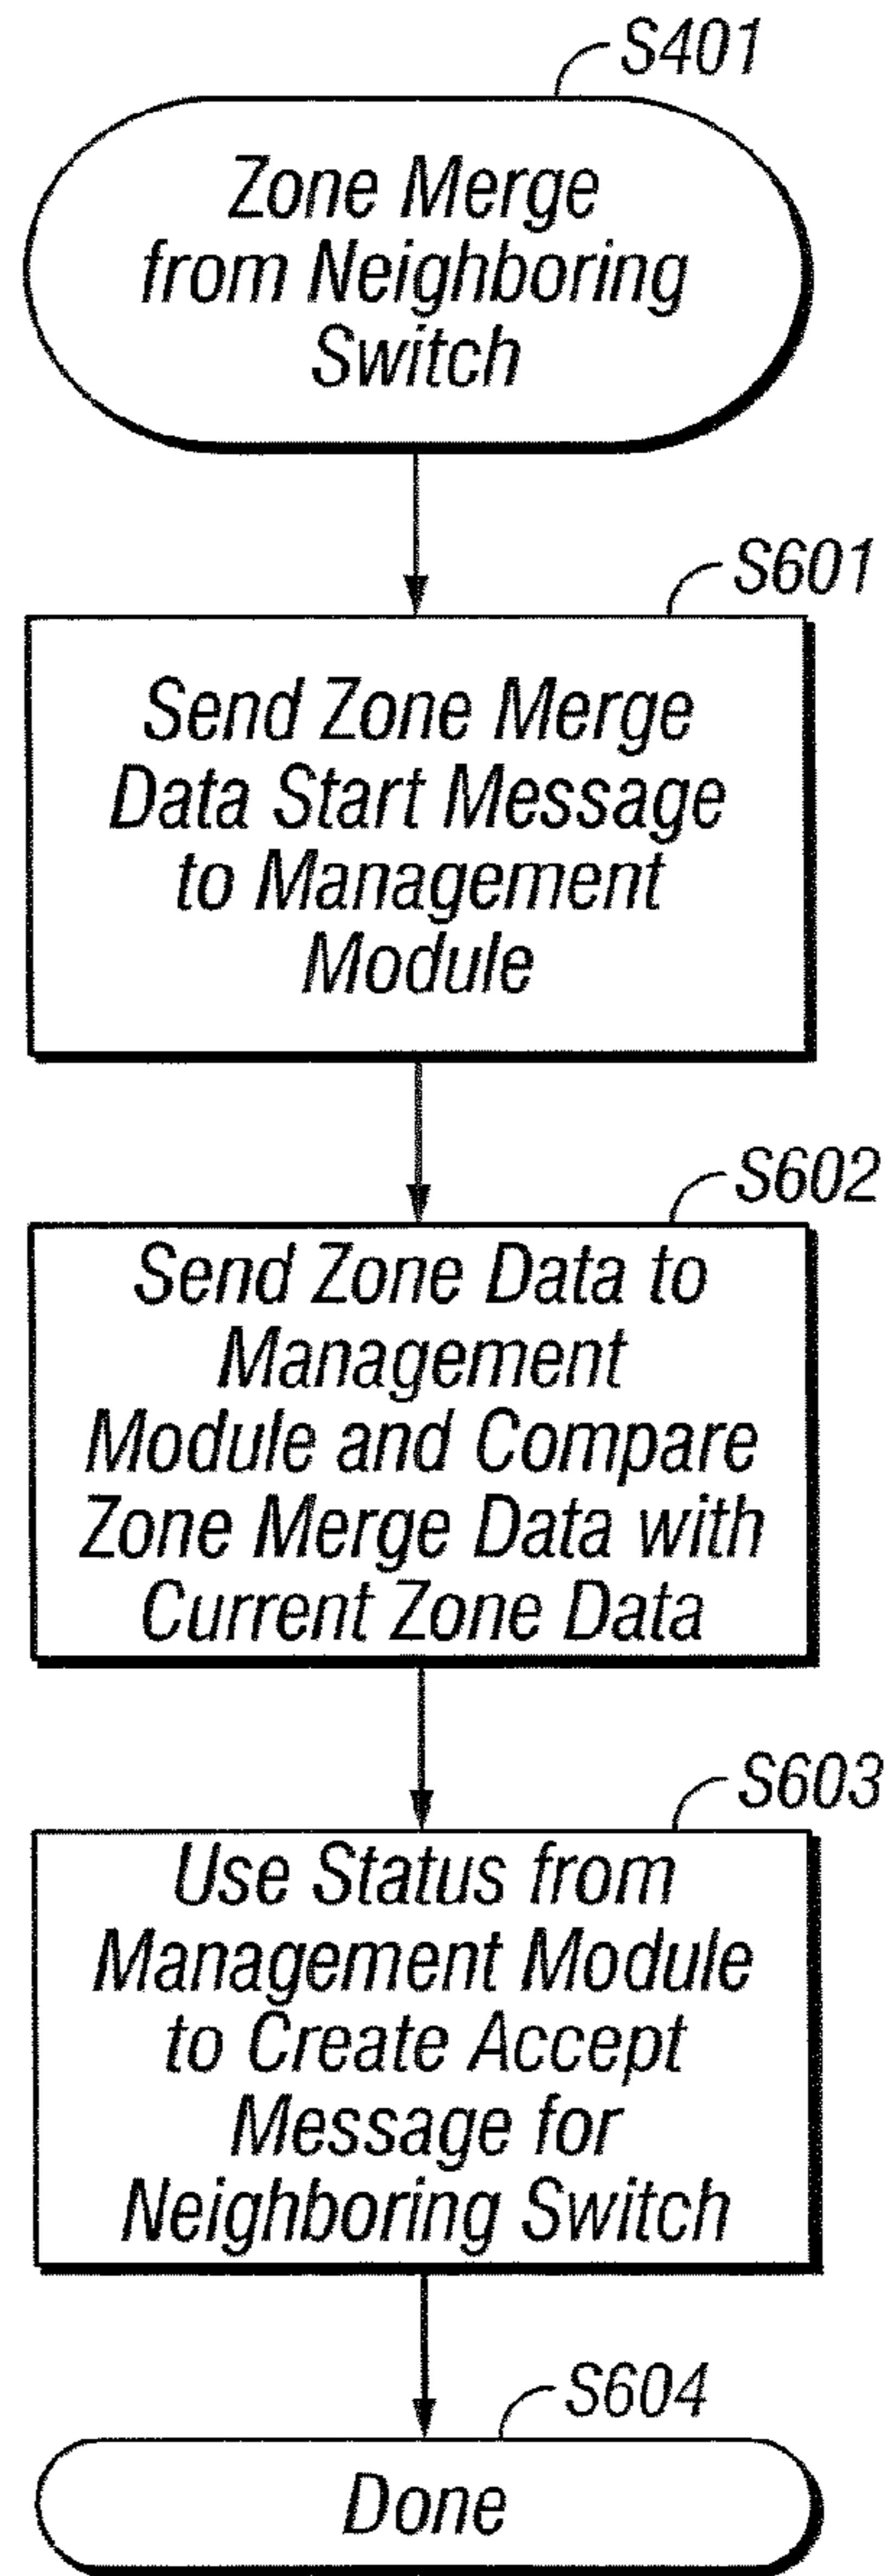 S401
Zone Merge
from Neighboring
Switch
S601
Send Zone Merge
Data Start Message
to Management
Module
S602
Send Zone Data to
Management
Module and Compare
Zone Merge Data with
Current Zone Data
S603
Use Status from
Management Module
to Create Accept
Message for
Neighboring Switch
S604
Done